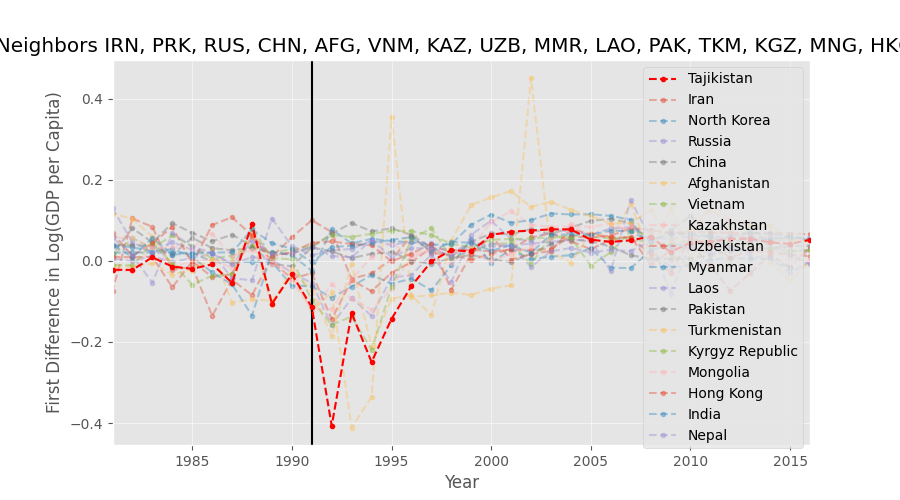 Neighbors IRN, PRK, RUS, CHN, AFG, VNM, KAZ, UZB, MMR, LAO, PAK, TKM, KGZ, MNG, HKG
First Difference in Log(GDP per Capita)
0.4
0.2
0.0
−0.2
−0.4
Tajikistan
Iran
North Korea
Russia
China
Afghanistan
Vietnam
Kazakhstan
Uzbekistan
Myanmar
Laos
Pakistan
Turkmenistan
Kyrgyz Republic
Mongolia
Hong Kong
India
Nepal
1985 1990 1995 2000 2005 2010 2015
Year